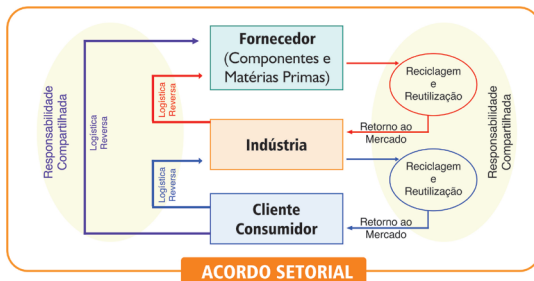 Fornecedor
(Componentes e
Matérias Primas)
Reciclagem
e
Reutilização
Logística
Reversa
Retorno ao
Mercado
Responsabilidade
Compartilhada
Logística
Reversa
Responsabilidade
Compartilhada
Indústria
Logística
Reversa
Reciclagem
e
Reutilização
Cliente
Consumidor
Retorno ao
Mercado
ACORDO SETORIAL